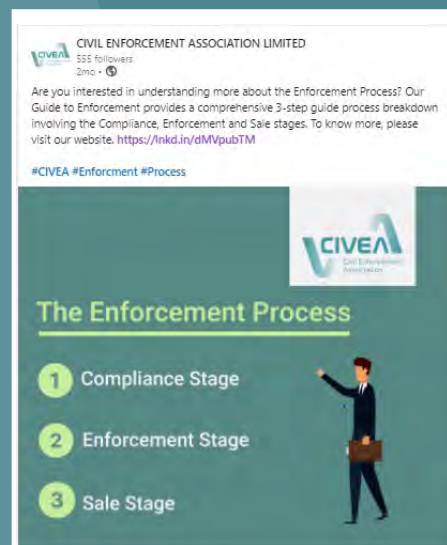 CIVEA
CIVIL ENFORCEMENT ASSOCIATION LIMITED
555 followers
2mo •
Are you interested in understanding more about the Enforcement Process? Our
Guide to Enforcement provides a comprehensive 3-step guide process breakdown
involving the Compliance, Enforcement and Sale stages. To know more, please
visit our website. https://lnkd.in/dMVpubTM
#CIVEA #Enforcment #Process
CIVEA
Civil Enforcement
Association
The Enforcement Process
1 Compliance Stage
2 Enforcement Stage
3 Sale Stage